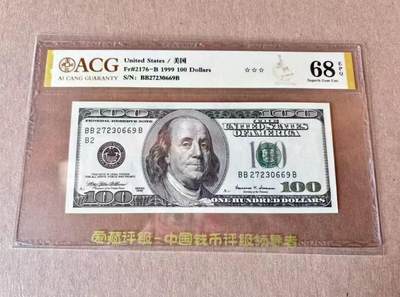 ACG
AI CANG GUARANTY
United States / 美国
Fr#2176-B 1999 100 Dollars
S/N: BB27230669B
☆☆☆
68
EPQ
Superb Gem Unc
FEDERAL RESERVE NOTE
THE
UNITED STATES
OF AMERICA
BB 27230669 B
B2
BB 27230669 B
100
100
ONE HUNDRED DOLLARS
爱藏评级-中国钱币评级领导者